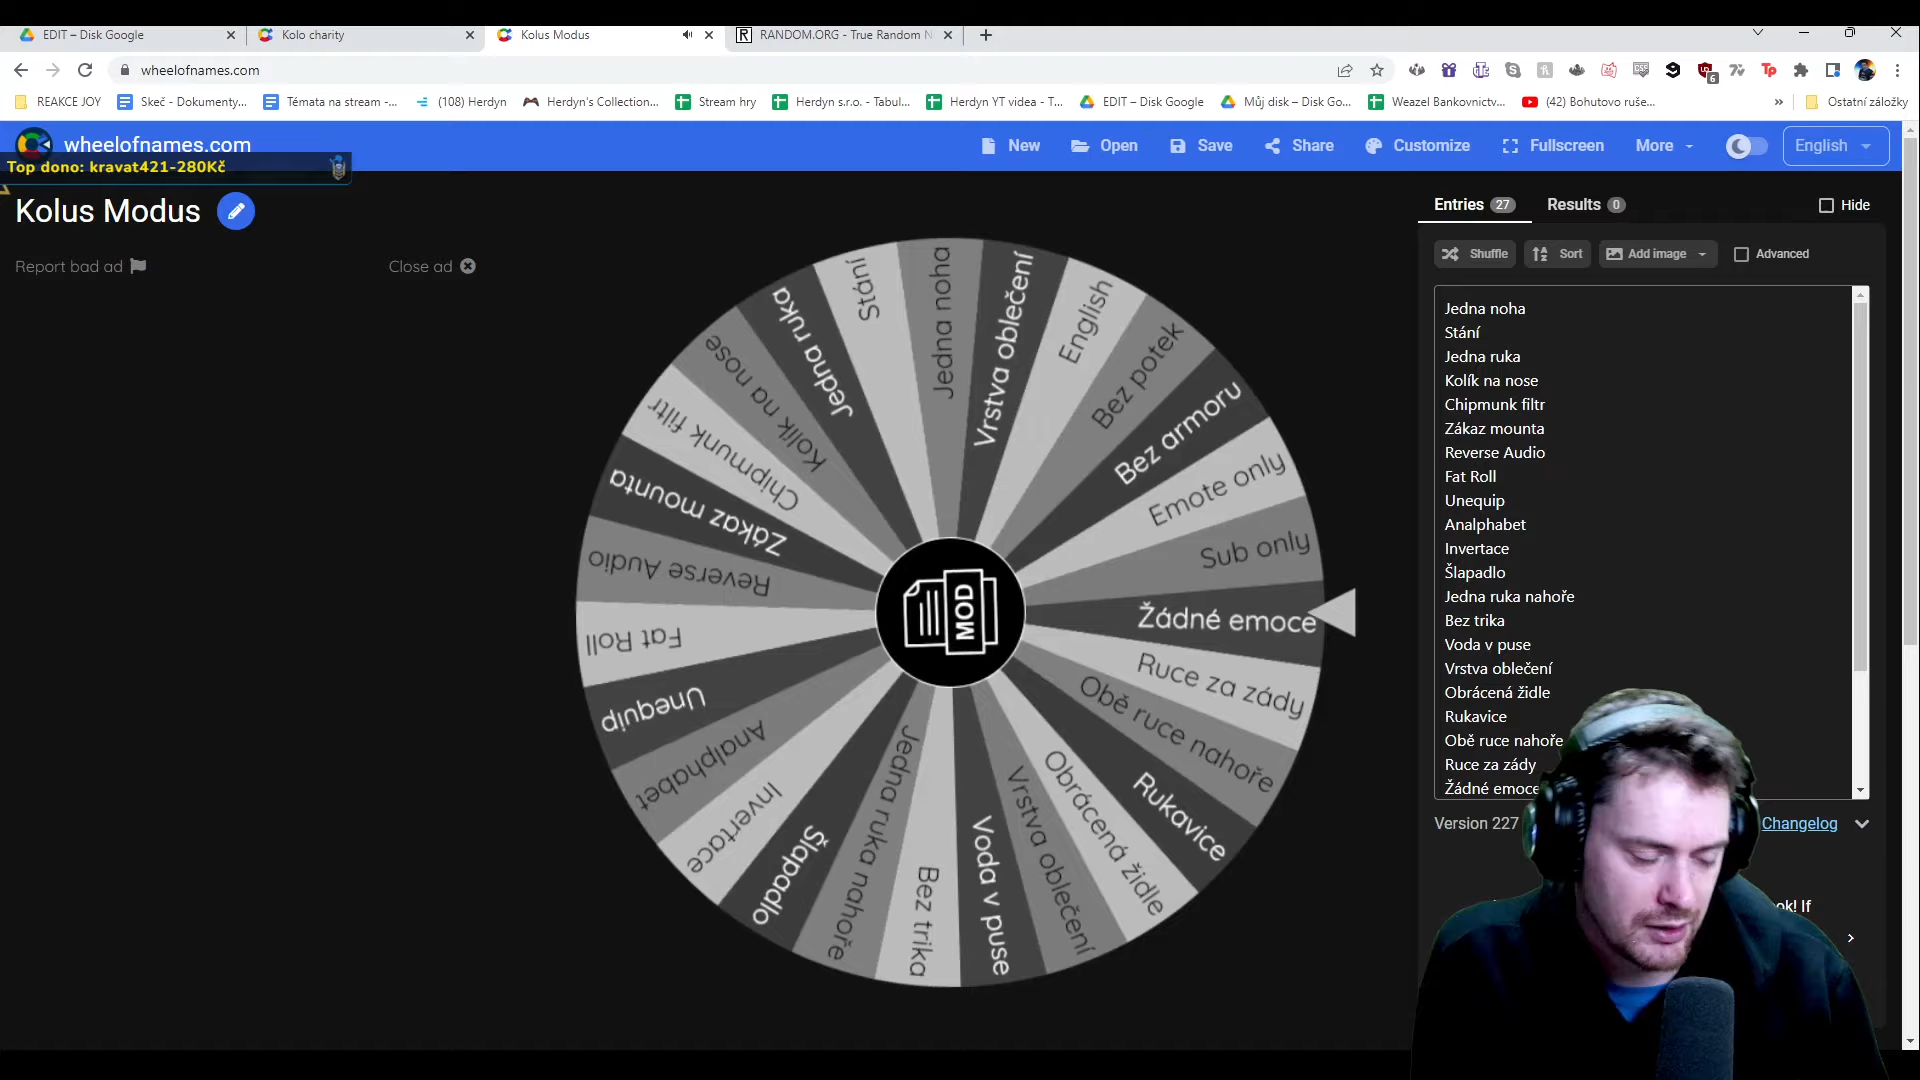 EDIT – Disk Google
Kolo charity
Kolus Modus
RANDOM.ORG - True Random N
wheelofnames.com
6
REAKCE JOY
Skeč - Dokumenty...
Témata na stream -...
(108) Herdyn
Herdyn's Collection...
Stream hry
Herdyn s.r.o. - Tabul...
Herdyn YT videa - T...
EDIT – Disk Google
Můj disk – Disk Go...
Weazel Bankovnictv...
(42) Bohutovo ruše...
»
Ostatní záložky
wheelofnames.com
New
Open
Save
Share
Customize
Fullscreen
More
English
Top dono: kravat421-280Kč
Kolus Modus
Report bad ad
Close ad
Entries 27
Results 0
Hide
Shuffle
Sort
Add image
Advanced
Jedna noha
Stání
Jedna ruka
Kolík na nose
Chipmunk filtr
Zákaz mounta
Reverse Audio
Fat Roll
Unequip
Analphabet
Invertace
Šlapadlo
Jedna ruka nahoře
Bez trika
Voda v puse
Vrstva oblečení
Obrácená židle
Rukavice
Obě ruce nahoře
Ruce za zády
Žádné emoce
Version 227
Changelog
ok! If
Jedna noha
Vrstva oblečení
English
Bez potek
Bez armoru
Emote only
Sub only
Žádné emoce
Ruce za zády
Obě ruce nahoře
Rukavice
Obrácená židle
Vrstva oblečení
Voda v puse
Bez trika
Jedna ruka nahoře
Šlapadlo
Invertace
Analphabet
Unequip
Fat Roll
Reverse Audio
Zákaz mounta
Chipmunk filtr
Kolík na nose
Jedna ruka
Stání
MOD